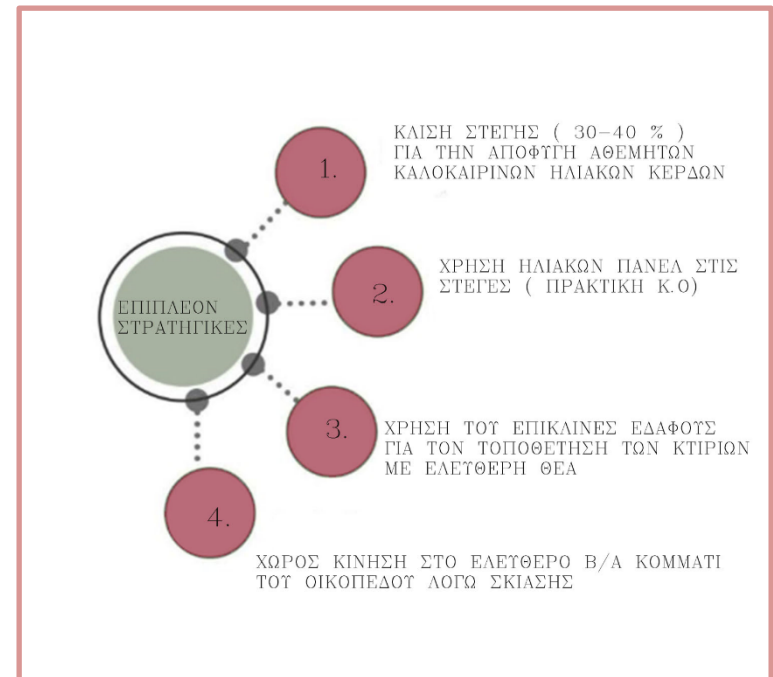 ΕΠΙΠΛΕΟΝ
ΣΤΡΑΤΗΓΙΚΕΣ
1.
ΚΛΙΣΗ ΣΤΕΓΗΣ ( 30-40 % )
ΓΙΑ ΤΗΝ ΑΠΟΦΥΓΗ ΑΘΕΜΗΤΩΝ
ΚΑΛΟΚΑΙΡΙΝΩΝ ΗΛΙΑΚΩΝ ΚΕΡΔΩΝ
2.
ΧΡΗΣΗ ΗΛΙΑΚΩΝ ΠΑΝΕΛ ΣΤΙΣ
ΣΤΕΓΕΣ ( ΠΡΑΚΤΙΚΗ Κ.Ο)
3.
ΧΡΗΣΗ ΤΟΥ ΕΠΙΚΛΙΝΕΣ ΕΔΑΦΟΥΣ
ΓΙΑ ΤΟΝ ΤΟΠΟΘΕΤΗΣΗ ΤΩΝ ΚΤΙΡΙΩΝ
ΜΕ ΕΛΕΥΘΕΡΗ ΘΕΑ
4.
ΧΩΡΟΣ ΚΙΝΗΣΗ ΣΤΟ ΕΛΕΥΘΕΡΟ Β/Α ΚΟΜΜΑΤΙ
ΤΟΥ ΟΙΚΟΠΕΔΟΥ ΛΟΓΩ ΣΚΙΑΣΗΣ